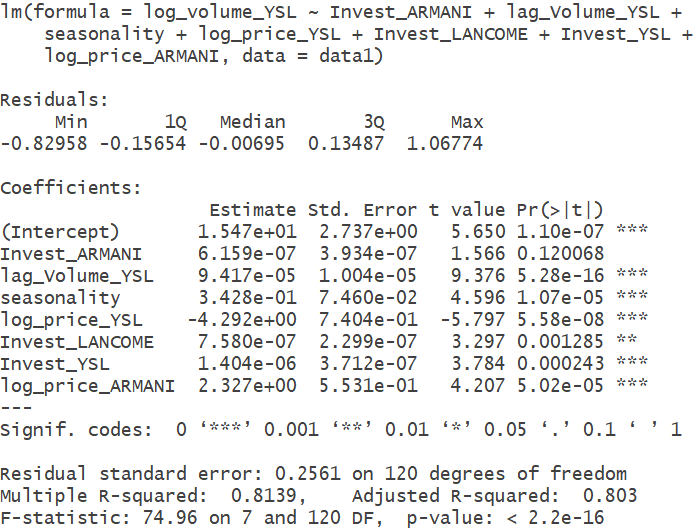 lm(formula = log_volume_YSL ~ Invest_ARMANI + lag_Volume_YSL +
    seasonality + log_price_YSL + Invest_LANCOME + Invest_YSL +
    log_price_ARMANI, data = data1)

Residuals:
     Min       1Q   Median       3Q      Max
-0.82958 -0.15654 -0.00695  0.13487  1.06774

Coefficients:
                   Estimate Std. Error t value Pr(>|t|)
(Intercept)       1.547e+01  2.737e+00   5.650 1.10e-07 ***
Invest_ARMANI     6.159e-07  3.934e-07   1.566 0.120068
lag_Volume_YSL    9.417e-05  1.004e-05   9.376 5.28e-16 ***
seasonality       3.428e-01  7.460e-02   4.596 1.07e-05 ***
log_price_YSL    -4.292e+00  7.404e-01  -5.797 5.58e-08 ***
Invest_LANCOME    7.580e-07  2.299e-07   3.297 0.001285 **
Invest_YSL        1.404e-06  3.712e-07   3.784 0.000243 ***
log_price_ARMANI  2.327e+00  5.531e-01   4.207 5.02e-05 ***
---
Signif. codes:  0 ‘***’ 0.001 ‘**’ 0.01 ‘*’ 0.05 ‘.’ 0.1 ‘ ’ 1

Residual standard error: 0.2561 on 120 degrees of freedom
Multiple R-squared:  0.8139,    Adjusted R-squared:  0.803
F-statistic: 74.96 on 7 and 120 DF,  p-value: < 2.2e-16